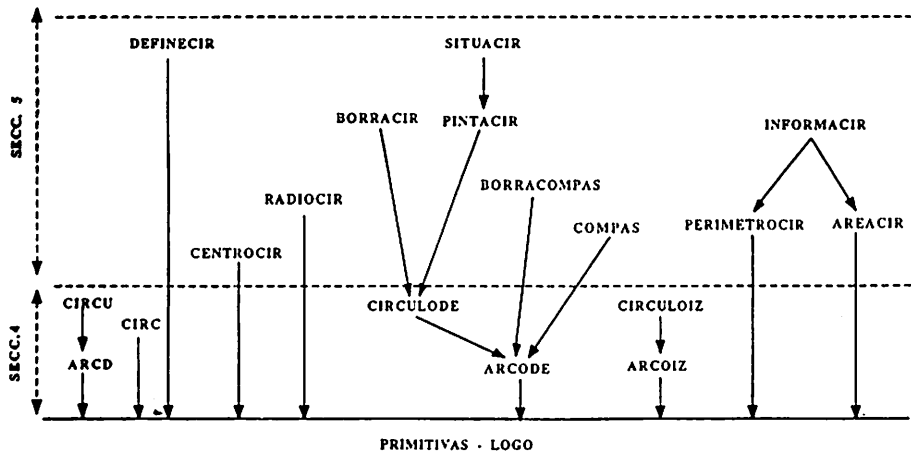 DEFINECIR SITUACIR
BORRACIR PINTACIR INFORMACIR
BORRACOMPAS
RADIOCIR
COMPAS PERIMETROCIR AREACIR
CENTROCIR
SECC. 5
CIRCU CIRCULODE CIRCULOIZ
CIRC
ARCD ARCODE ARCOIZ
SECC.4
PRIMITIVAS - LOGO